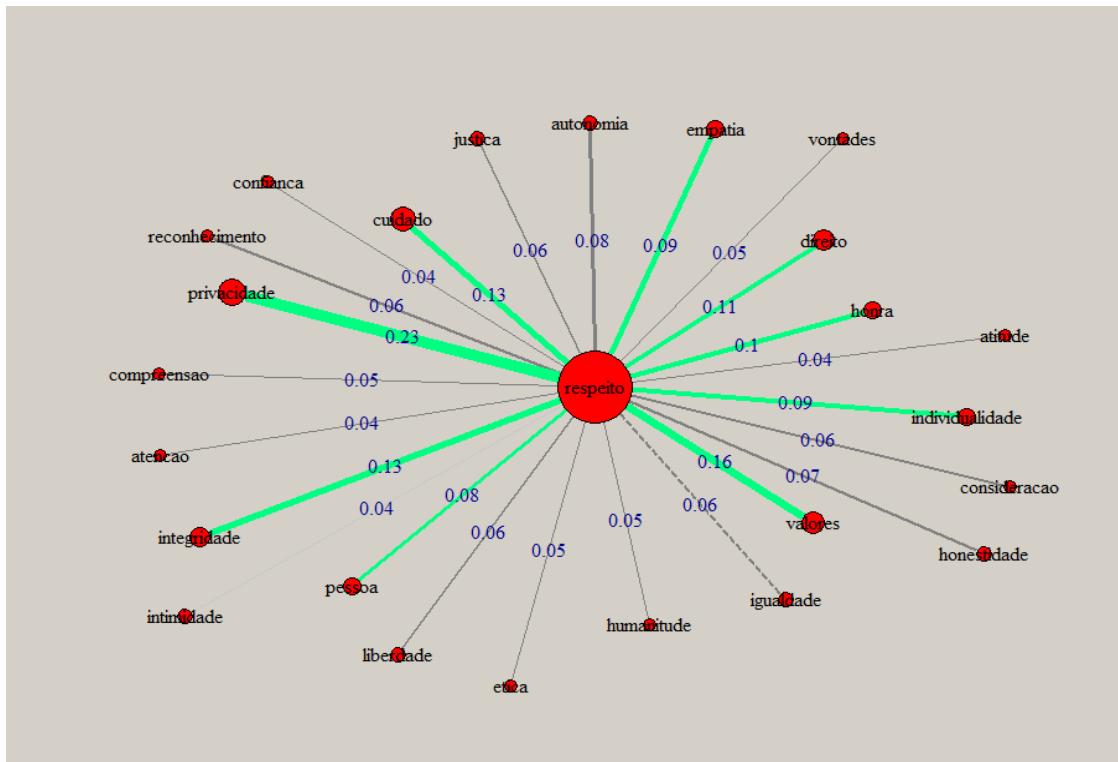 autonomia
empatia
justica
vontades
confianca
cuidado
reconhecimento
direito
0.06
0.08
0.09
0.05
0.04
0.13
privacidade
0.06
0.11
honra
0.23
0.1
atitude
0.04
compreensao
0.05
respeito
0.09
individualidade
0.04
atencao
0.13
0.16
0.06
0.07
consideracao
0.04
0.08
0.06
valores
integridade
0.06
0.05
0.05
honestidade
pessoa
igualdade
intimidade
humanitude
liberdade
etica